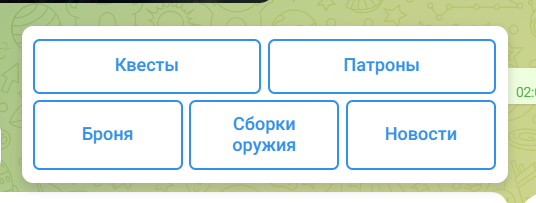 Квесты
Патроны
Броня
Сборки
оружия
Новости